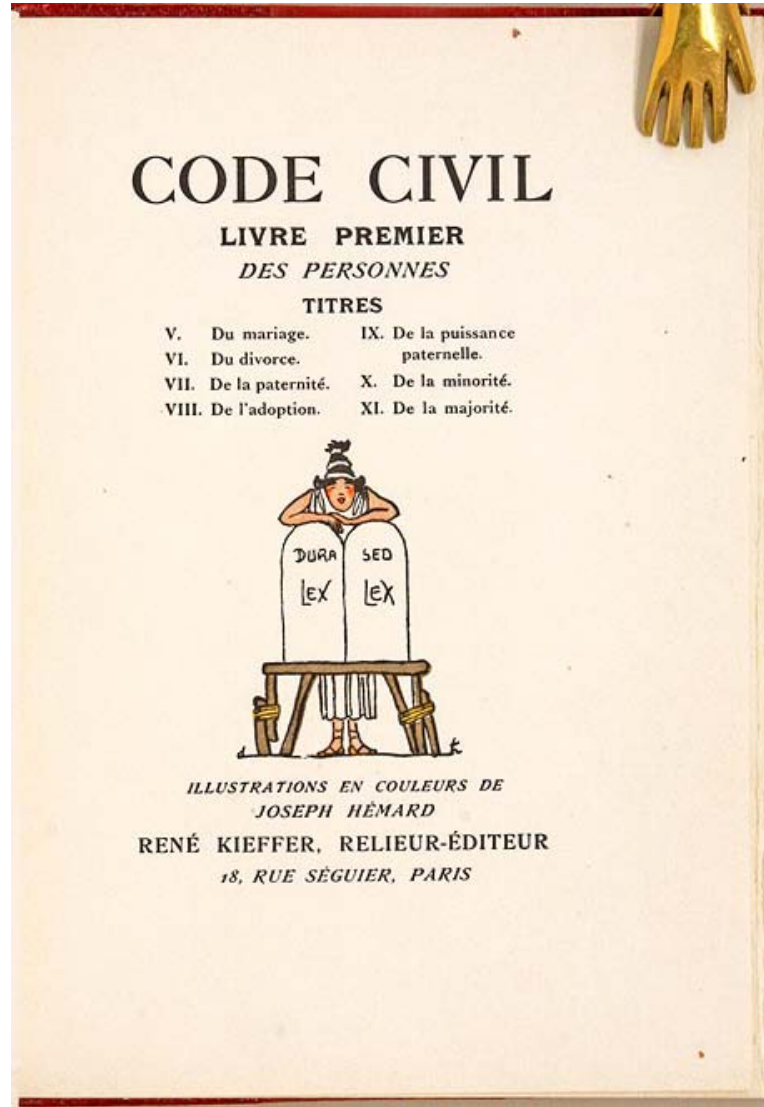 CODE CIVIL
LIVRE PREMIER
DES PERSONNES
TITRES
V. Du mariage.
VI. Du divorce.
VII. De la paternité.
VIII. De l'adoption.
IX. De la puissance
paternelle.
X. De la minorité.
XI. De la majorité.
DURA SED
LEX LEX
ILLUSTRATIONS EN COULEURS DE
JOSEPH HÉMARD
RENÉ KIEFFER, RELIEUR-ÉDITEUR
18, RUE SÉGUIER, PARIS